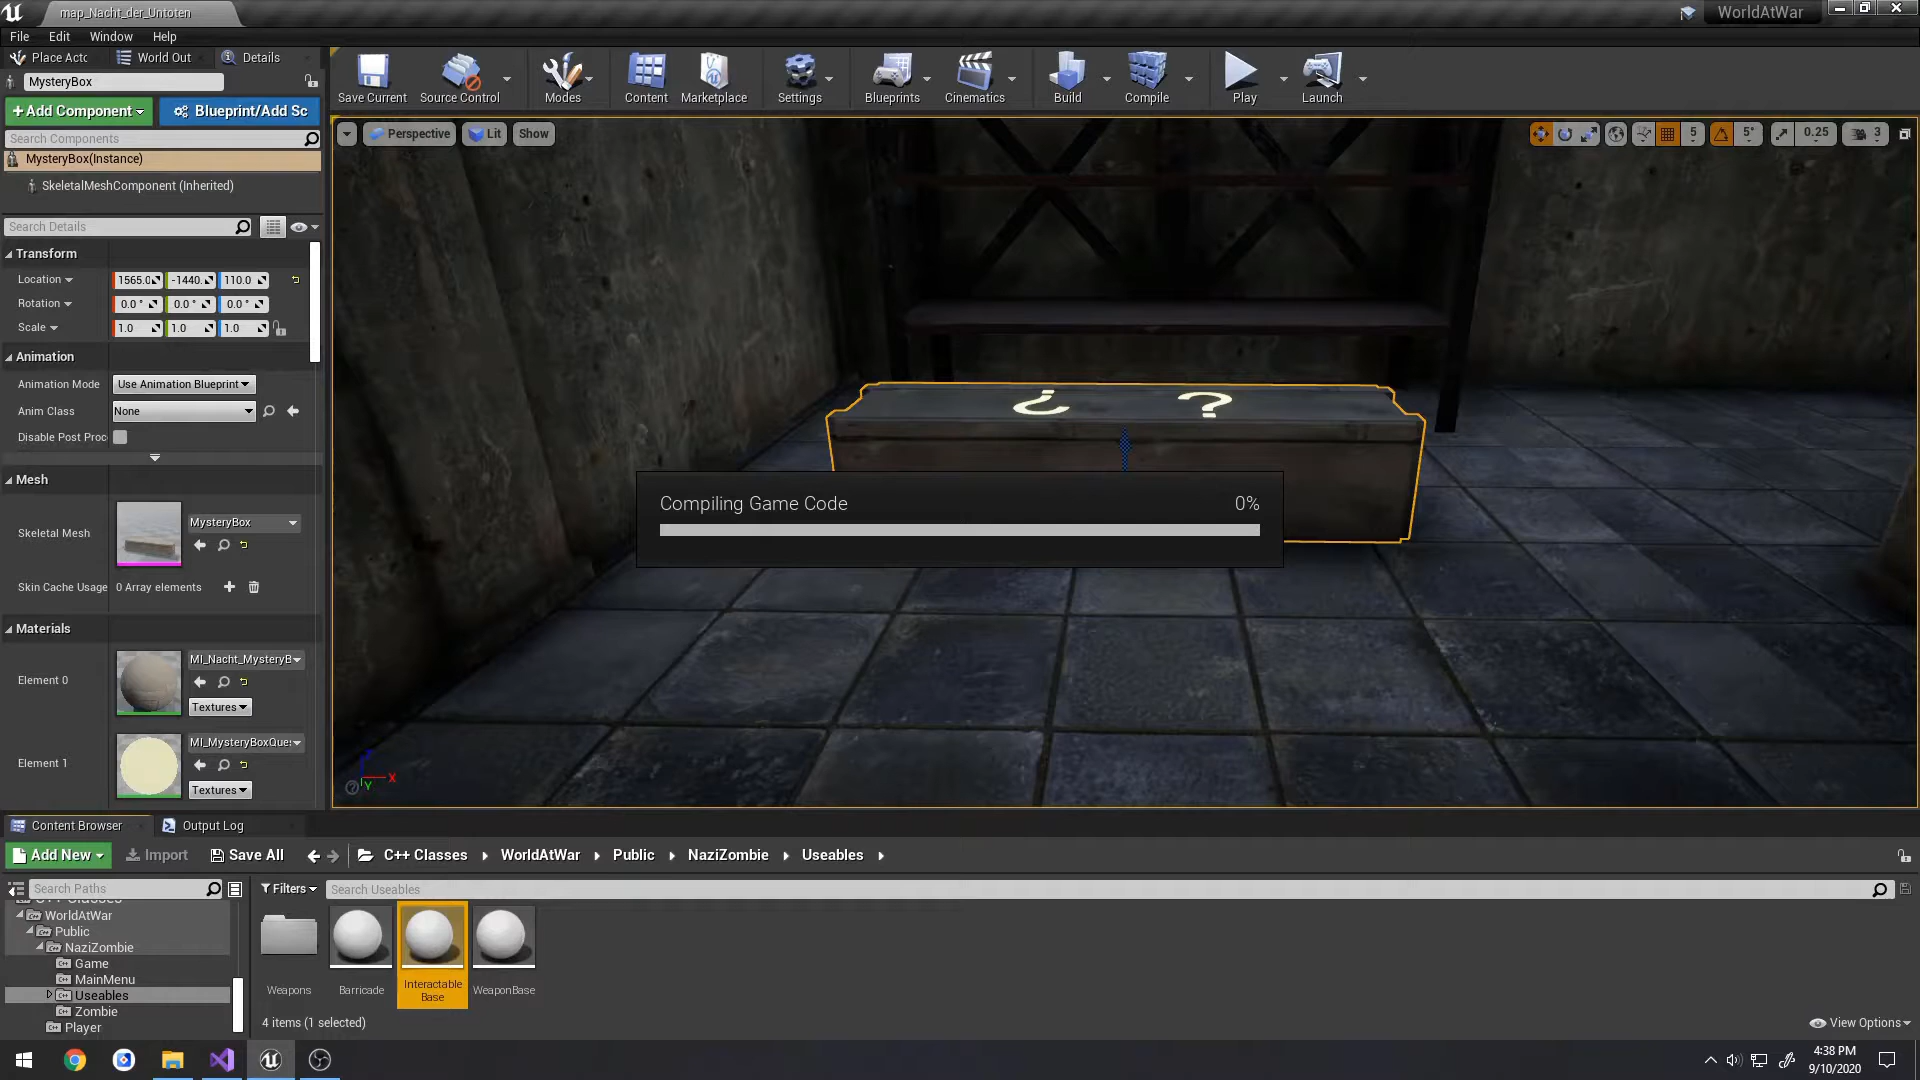 map_Nacht_der_Untoten
WorldAtWar
File Edit Window Help
Place Acto World Out Details
MysteryBox
+Add Component Blueprint/Add Sc
Search Components
MysteryBox(Instance)
SkeletalMeshComponent (Inherited)
Search Details
Transform
Location 1565.0 -1440. 110.0
Rotation 0.0 ° 0.0 ° 0.0 °
Scale 1.0 1.0 1.0
Animation
Animation Mode Use Animation Blueprint
Anim Class None
Disable Post Proc
Mesh
Skeletal Mesh MysteryBox
Skin Cache Usage 0 Array elements
Materials
Element 0 MI_Nacht_MysteryB
Textures
Element 1 MI_MysteryBoxQue
Textures
Save Current Source Control Modes Content Marketplace Settings Blueprints Cinematics Build Compile Play Launch
Perspective Lit Show
5 5° 0.25 3
? ?
Compiling Game Code 0%
X
Y
Content Browser Output Log
Add New Import Save All C++ Classes WorldAtWar Public NaziZombie Useables
Search Paths
Filters Search Useables
C++ Classes
WorldAtWar
Public
NaziZombie
Game
MainMenu
Useables
Zombie
Player
Weapons Barricade Interactable Base WeaponBase
4 items (1 selected)
View Options
4:38 PM
9/10/2020